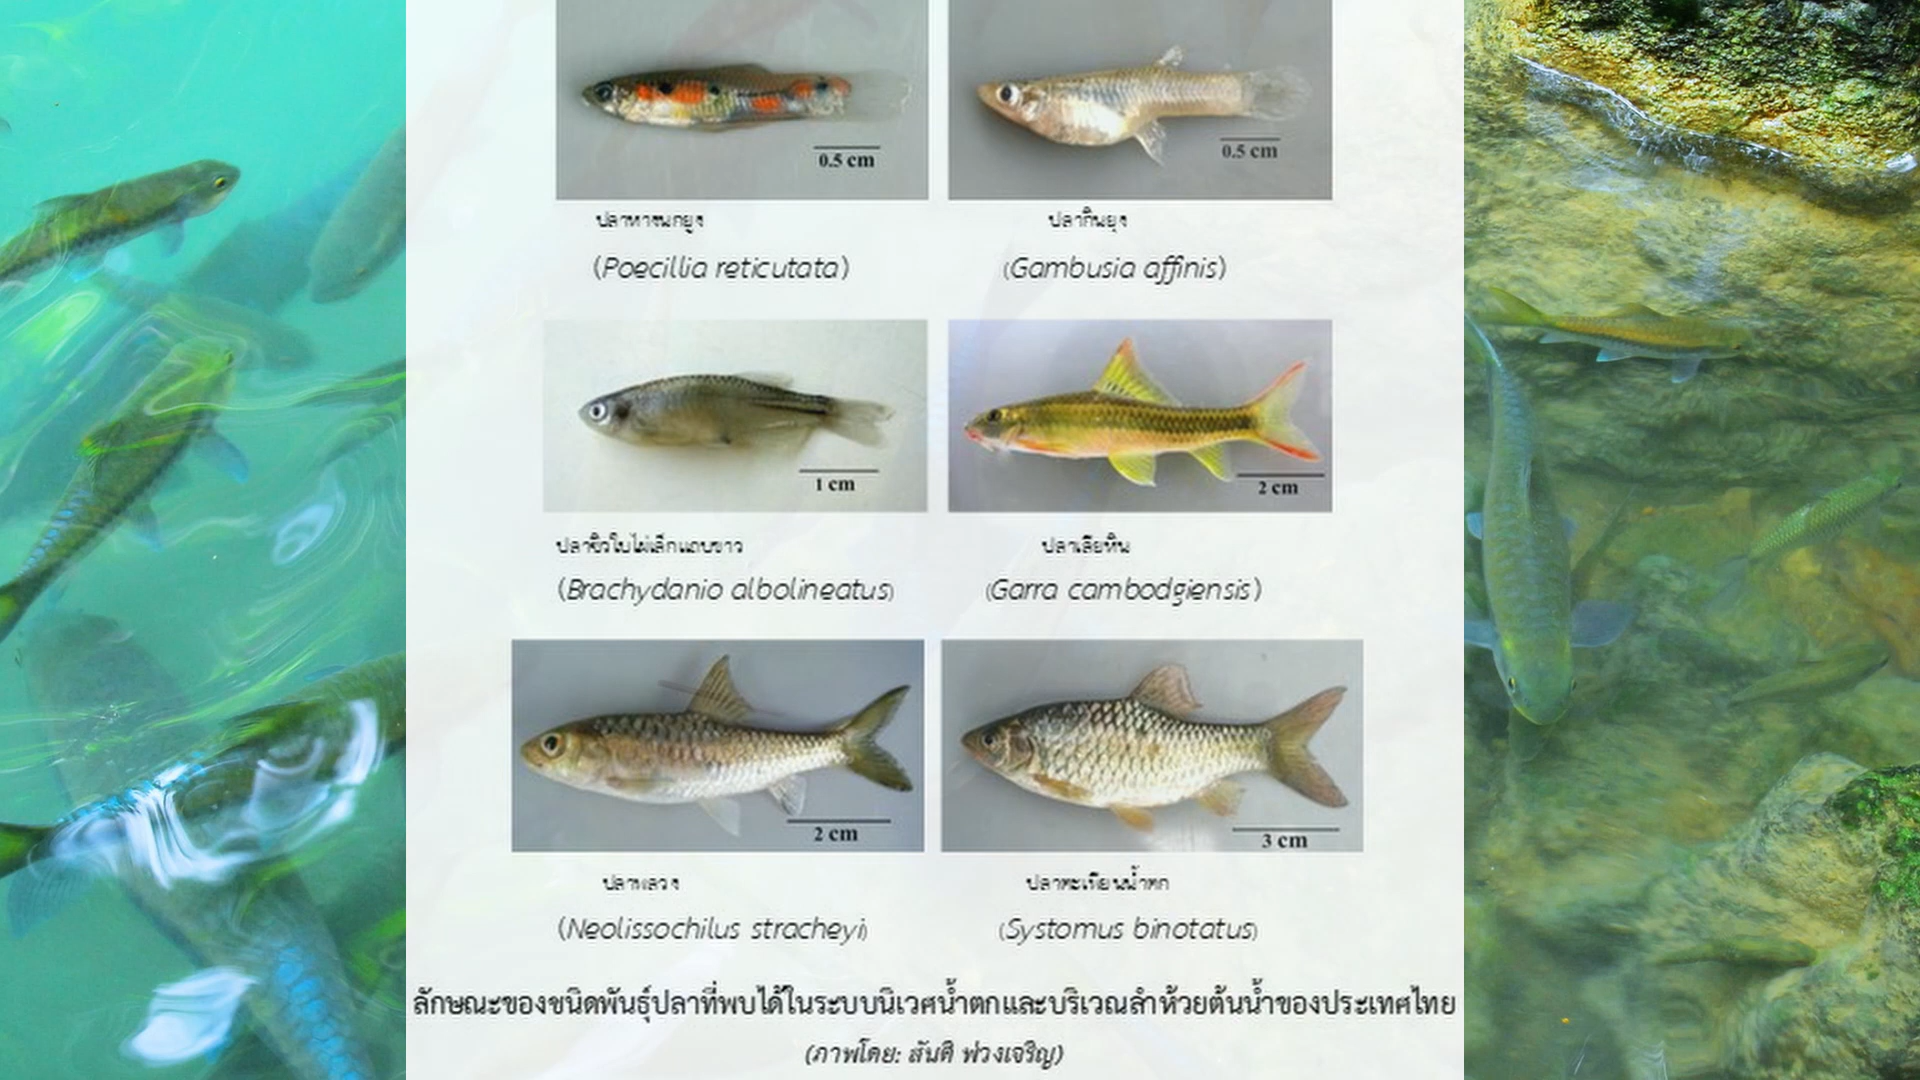 0.5 cm
0.5 cm
ปลาหางนกยูง
ปลากินยุง
(Poecillia reticutata)
(Gambusia affinis)
1 cm
2 cm
ปลาซิวใบไผ่เล็กแถบขาว
ปลาเลียหิน
(Brachydanio albolineatus)
(Garra cambodgiensis)
2 cm
3 cm
ปลาพลวง
ปลาตะเพียนน้ำตก
(Neolissochilus stracheyi)
(Systomus binotatus)
ลักษณะของชนิดพันธุ์ปลาที่พบได้ในระบบนิเวศน้ำตกและบริเวณลำห้วยต้นน้ำของประเทศไทย
(ภาพโดย: สันติ พ่วงเจริญ)